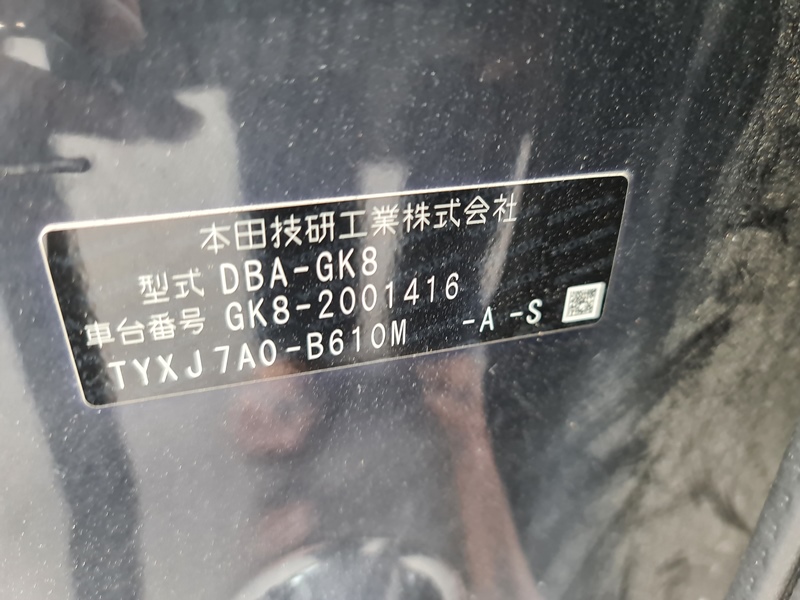 本田技研工業株式会社
型式 DBA-GK8
車台番号 GK8-2001416
TYXJ7A0-B610M -A -S